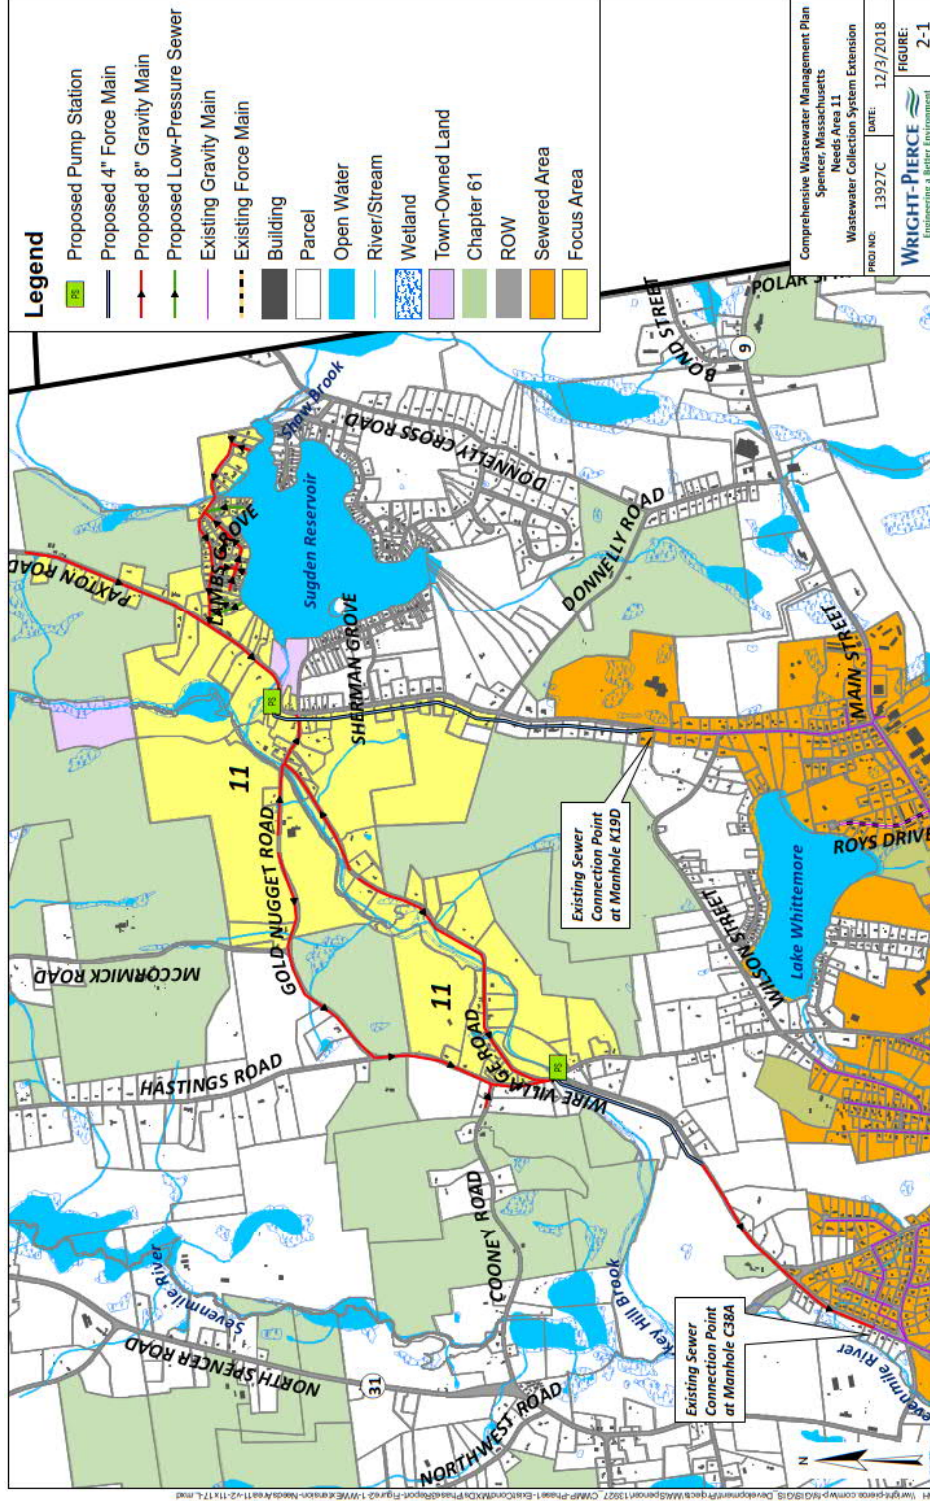 Legend
PS
Proposed Pump Station
Proposed 4" Force Main
Proposed 8" Gravity Main
Proposed Low-Pressure Sewer
Existing Gravity Main
Existing Force Main
Building
Parcel
Open Water
River/Stream
Wetland
Town-Owned Land
Chapter 61
ROW
Sewered Area
Focus Area
Comprehensive Wastewater Management Plan
Spencer, Massachusetts
Needs Area 11
Wastewater Collection System Extension
PROJ NO:
13927C
DATE:
12/3/2018
FIGURE:
2-1
WRIGHT-PIERCE
Engineering a Better Environment
PAXTON ROAD
LAMBS GROVE
Shaw Brook
Sugden Reservoir
DONNELLY CROSS ROAD
DONNELLY ROAD
BOND STREET
POLAR
9
PS
SHERMAN GROVE
11
GOLD NUGGET ROAD
MCCORMICK ROAD
HASTINGS ROAD
11
WIRE VILLAGE ROAD
PS
Existing Sewer
Connection Point
at Manhole K19D
MAIN STREET
ROYS DRIVE
Lake Whittemore
WILSON STREET
COONEY ROAD
Sevenmile River
NORTH SPENCER ROAD
31
NORTHWEST ROAD
Hill Brook
Existing Sewer
Connection Point
at Manhole C38A
River
N